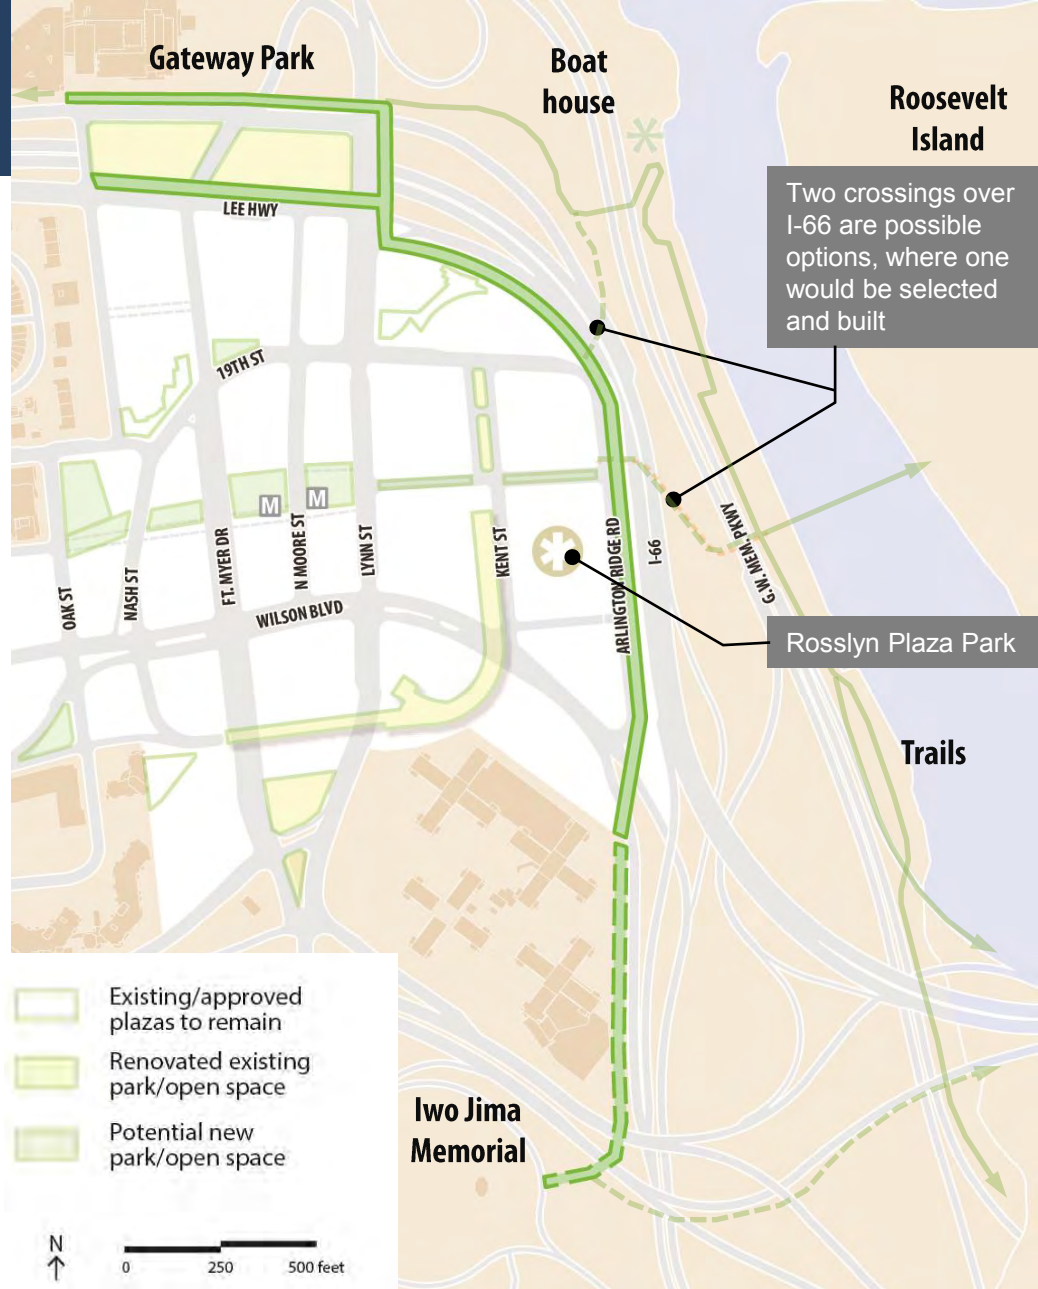 Gateway Park
Boat
house
Roosevelt
Island
Two crossings over
I-66 are possible
options, where one
would be selected
and built
LEE HWY
19TH ST
M
M
OAK ST
NASH ST
FT. MYER DR
N MOORE ST
LYNN ST
KENT ST
ARLINGTON RIDGE RD
I-66
G.W. MEM. PKWY
WILSON BLVD
Rosslyn Plaza Park
Trails
Existing/approved
plazas to remain
Renovated existing
park/open space
Potential new
park/open space
Iwo Jima
Memorial
N
0 250 500 feet